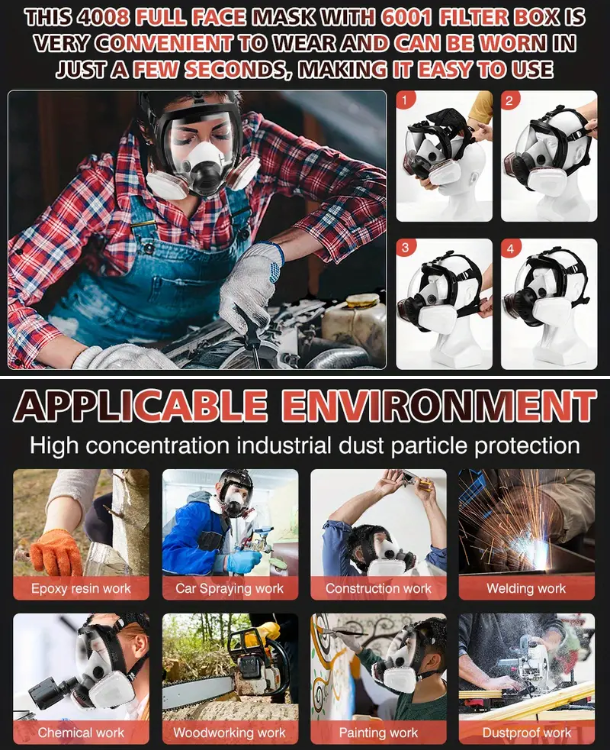 THIS 4008 FULL FACE MASK WITH 6001 FILTER BOX IS
VERY CONVENIENT TO WEAR AND CAN BE WORN IN
JUST A FEW SECONDS, MAKING IT EASY TO USE
1
2
3
4
APPLICABLE ENVIRONMENT
High concentration industrial dust particle protection
Epoxy resin work
Car Spraying work
Construction work
Welding work
Chemical work
Woodworking work
Painting work
Dustproof work